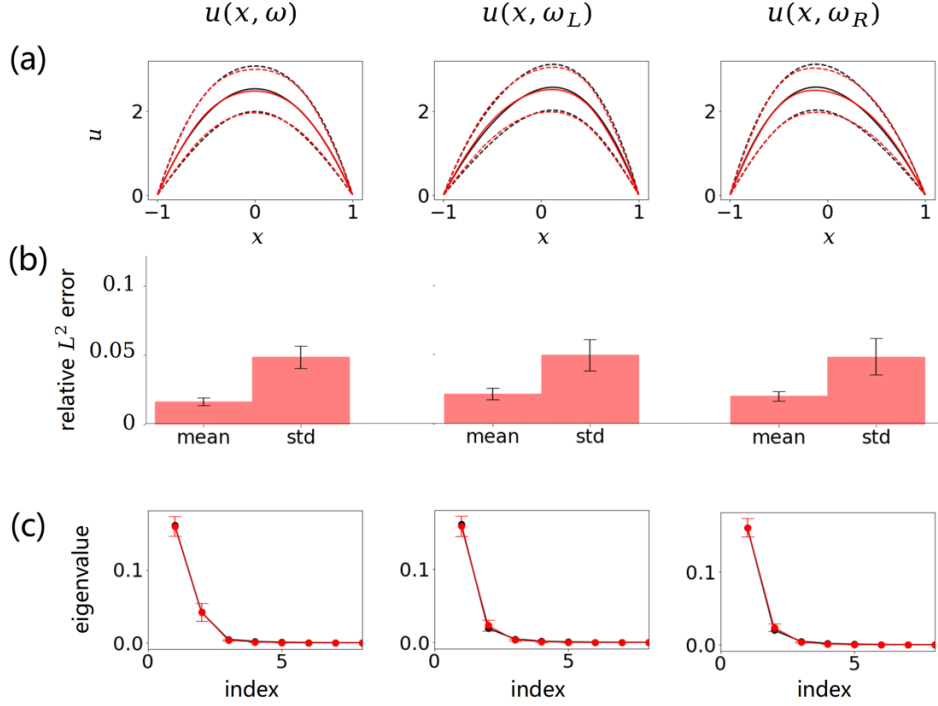 u(x, ω) u(x, ω_L) u(x, ω_R)
(a)
u
2 2 2
0 0 0
−1 0 1 −1 0 1 −1 0 1
x x x
(b)
relative L² error
0.1
0.05
0
mean std mean std mean std
(c)
eigenvalue
0.1 0.1 0.1
0.0 0.0 0.0
0 5 0 5 0 5
index index index